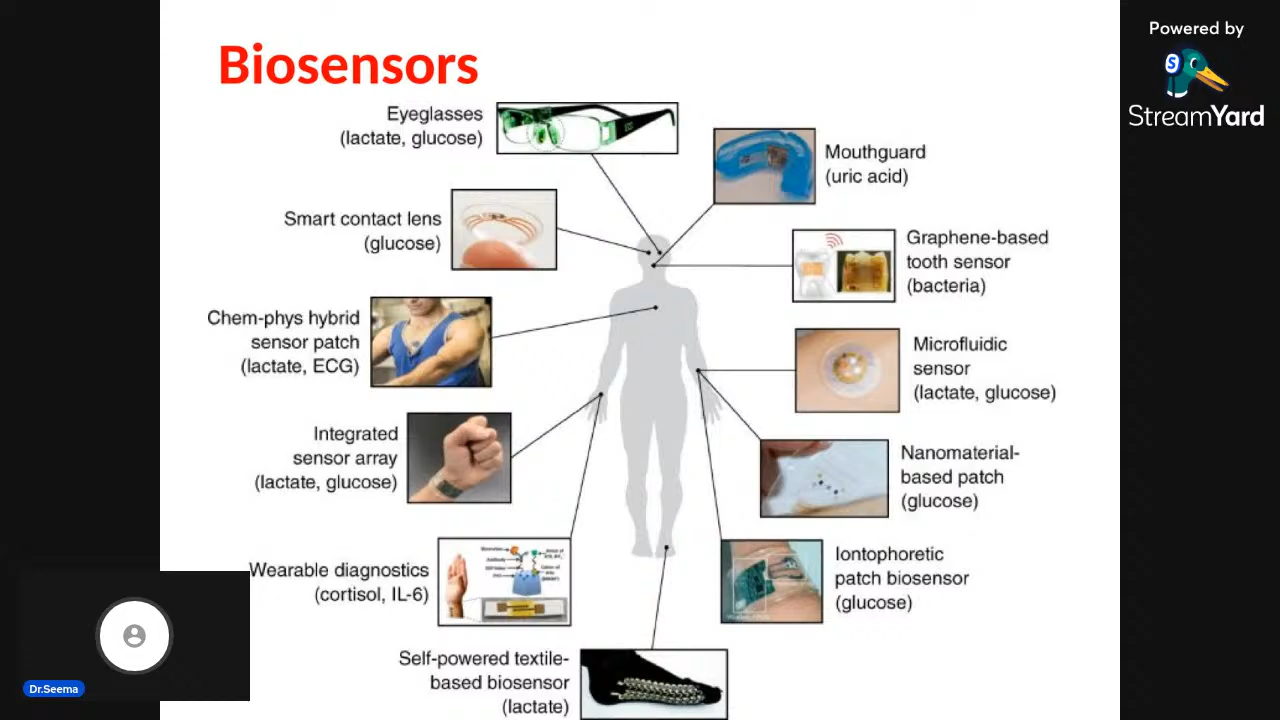 Biosensors
Eyeglasses
(lactate, glucose)
Mouthguard
(uric acid)
Smart contact lens
(glucose)
Graphene-based
tooth sensor
(bacteria)
Chem-phys hybrid
sensor patch
(lactate, ECG)
Microfluidic
sensor
(lactate, glucose)
Integrated
sensor array
(lactate, glucose)
Nanomaterial-
based patch
(glucose)
Wearable diagnostics
(cortisol, IL-6)
Iontophoretic
patch biosensor
(glucose)
Self-powered textile-
based biosensor
(lactate)
Powered by
S
StreamYard
Dr.Seema